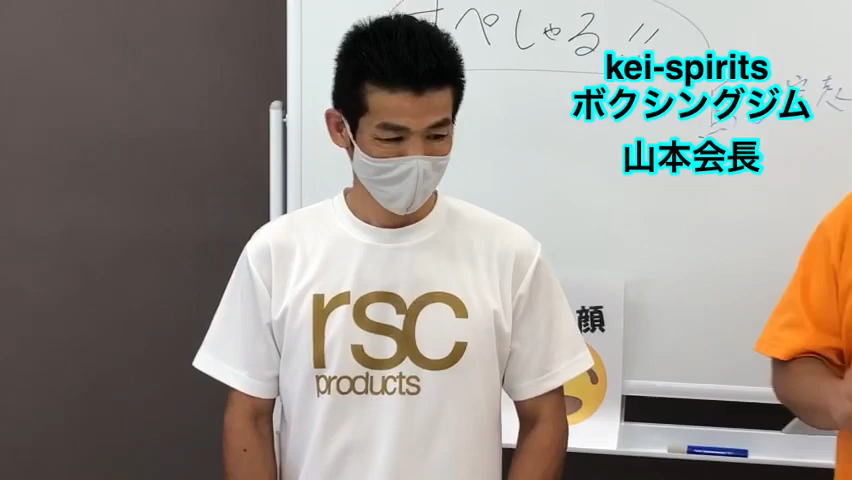 すぺしゃる!!
kei-spirits
ボクシングジム
山本会長
rsc
products
顔